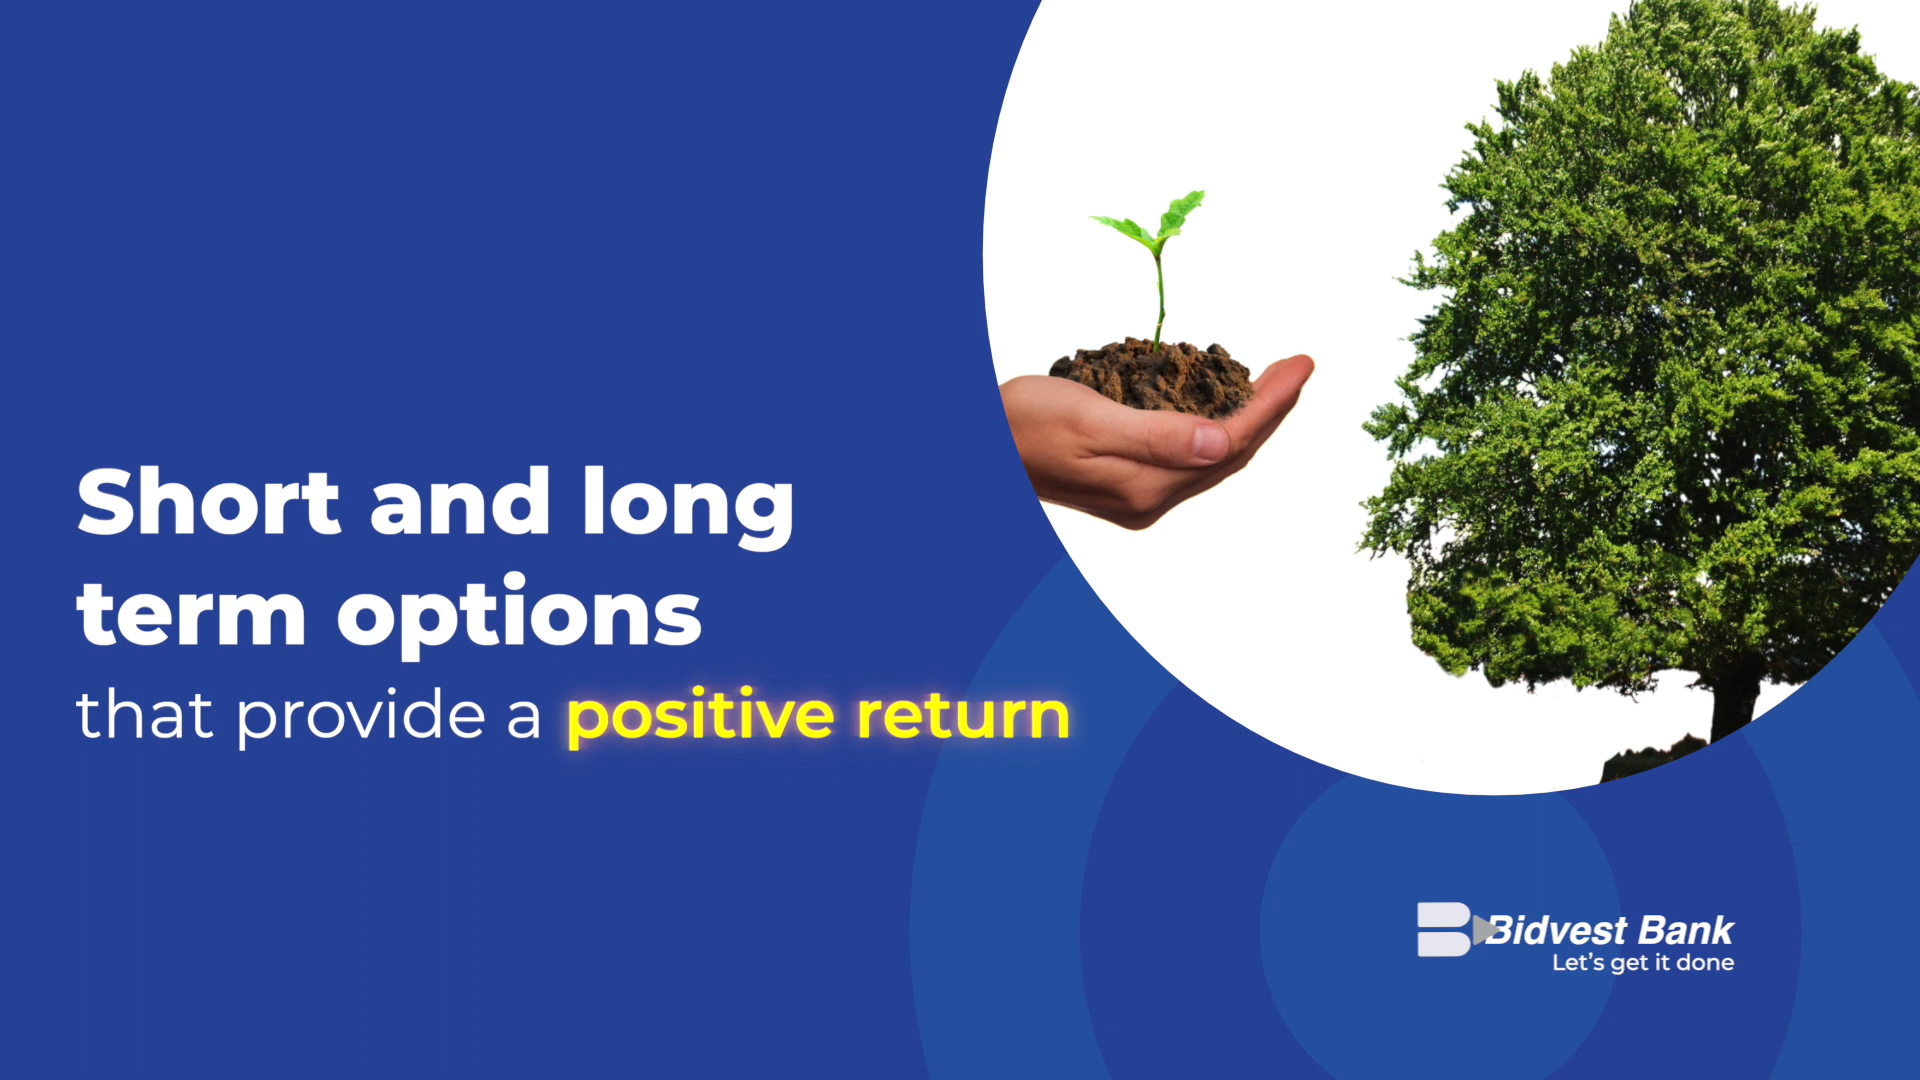 Short and long
term options
that provide a positive return
Bidvest Bank
Let's get it done